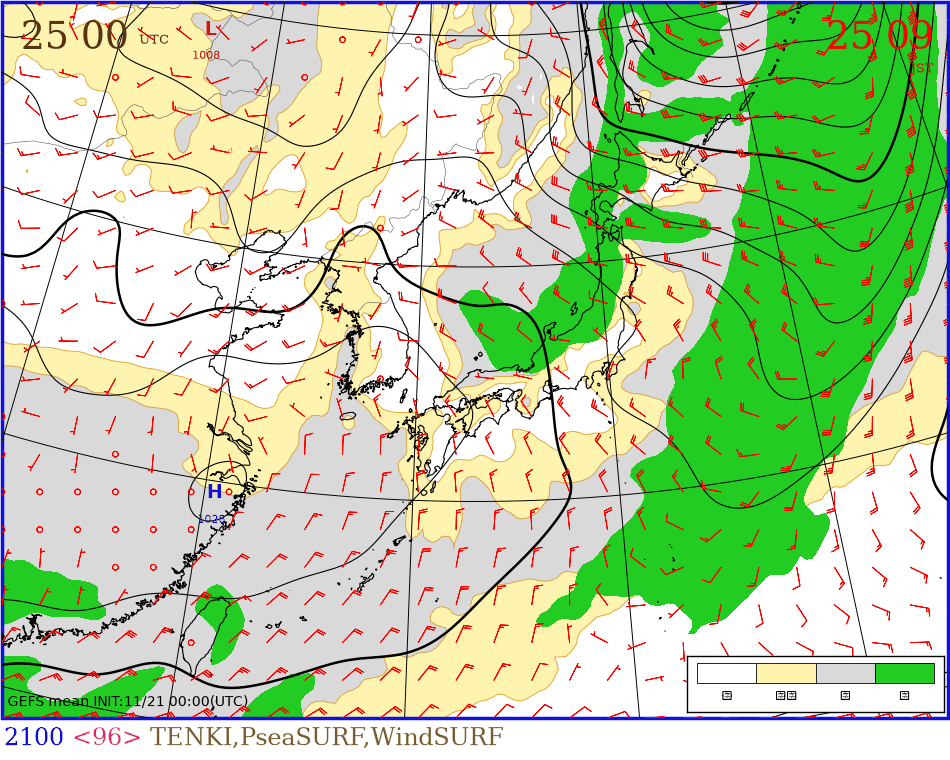 25 00 UTC
25 09 JST
L
1008
H
GEFS mean INIT:11/21 00:00(UTC)
2100 <96> TENKI,PseaSURF,WindSURF